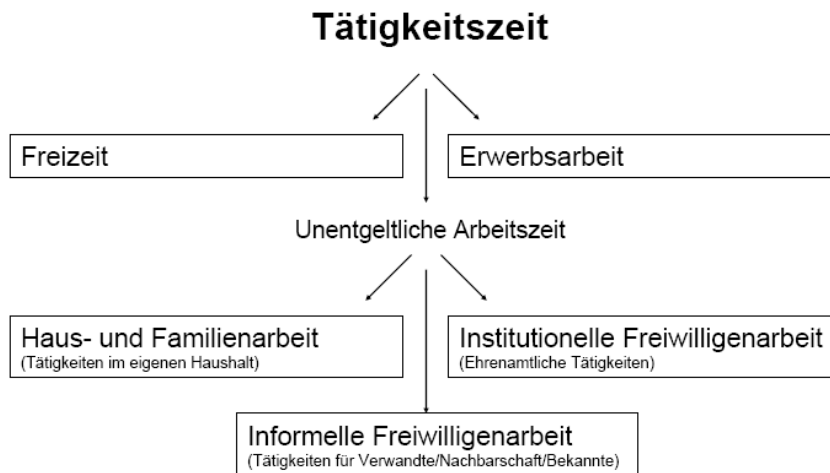 Tätigkeitszeit
Freizeit
Erwerbsarbeit
Unentgeltliche Arbeitszeit
Haus- und Familienarbeit
(Tätigkeiten im eigenen Haushalt)
Institutionelle Freiwilligenarbeit
(Ehrenamtliche Tätigkeiten)
Informelle Freiwilligenarbeit
(Tätigkeiten für Verwandte/Nachbarschaft/Bekannte)